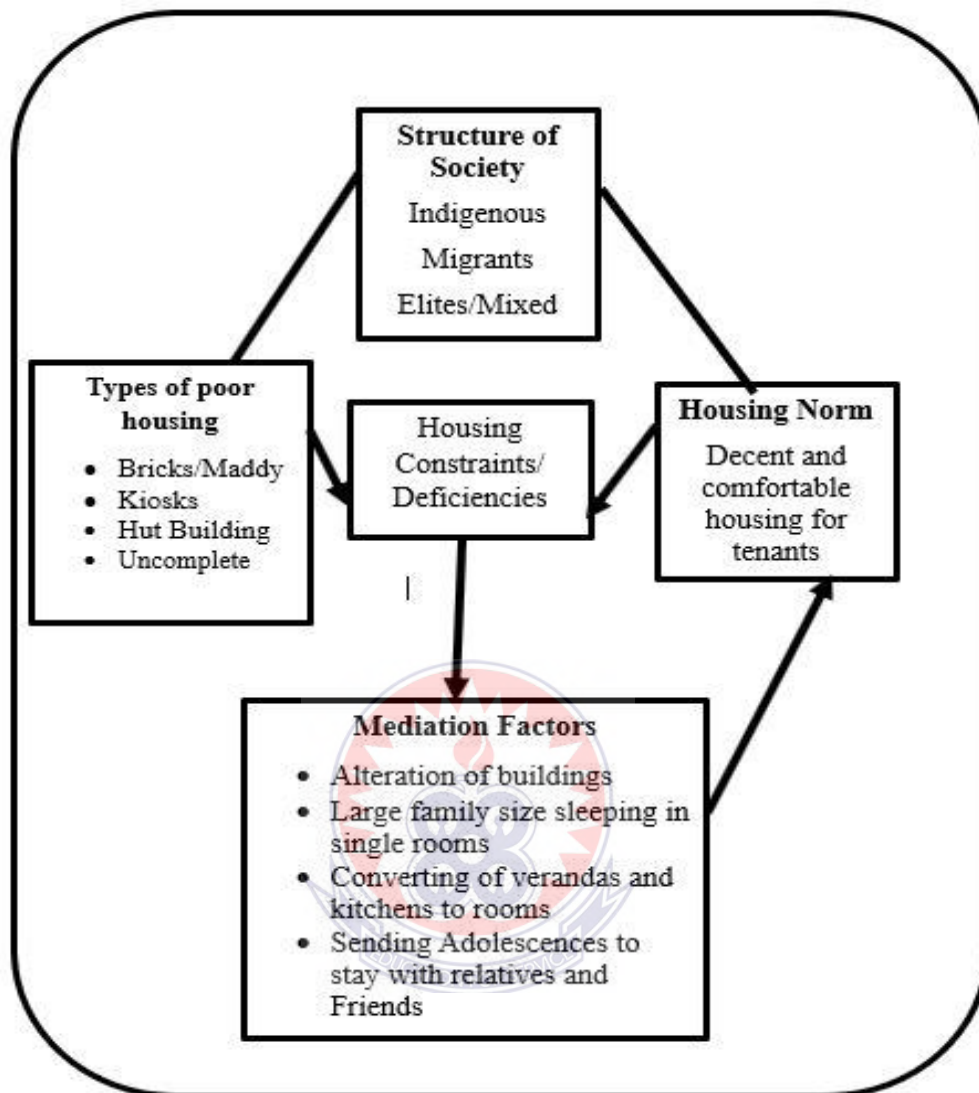 Structure of
Society
Indigenous
Migrants
Elites/Mixed
Types of poor
housing
• Bricks/Maddy
• Kiosks
• Hut Building
• Uncomplete
Housing
Constraints/
Deficiencies
Housing Norm
Decent and
comfortable
housing for
tenants
Mediation Factors
• Alteration of buildings
• Large family size sleeping in
single rooms
• Converting of verandas and
kitchens to rooms
• Sending Adolescences to
stay with relatives and
Friends